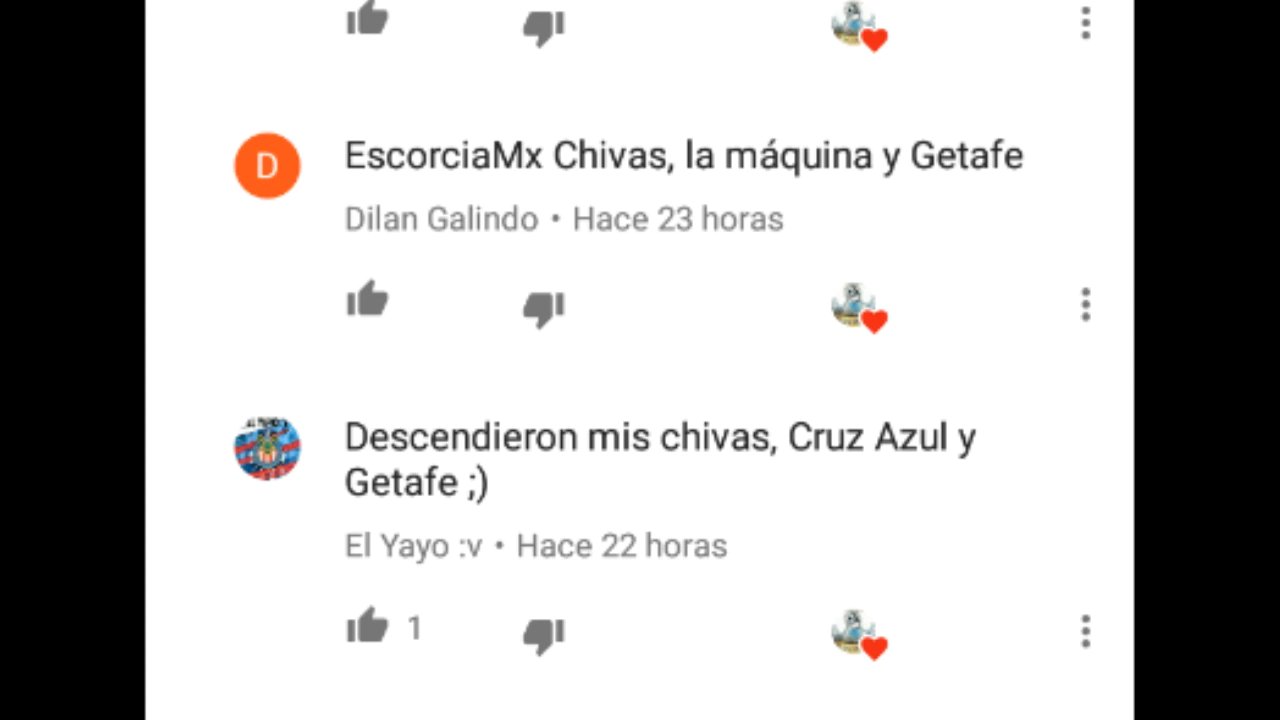 D
EscorciaMx Chivas, la máquina y Getafe
Dilan Galindo • Hace 23 horas
Descendieron mis chivas, Cruz Azul y
Getafe ;)
El Yayo :v • Hace 22 horas
1